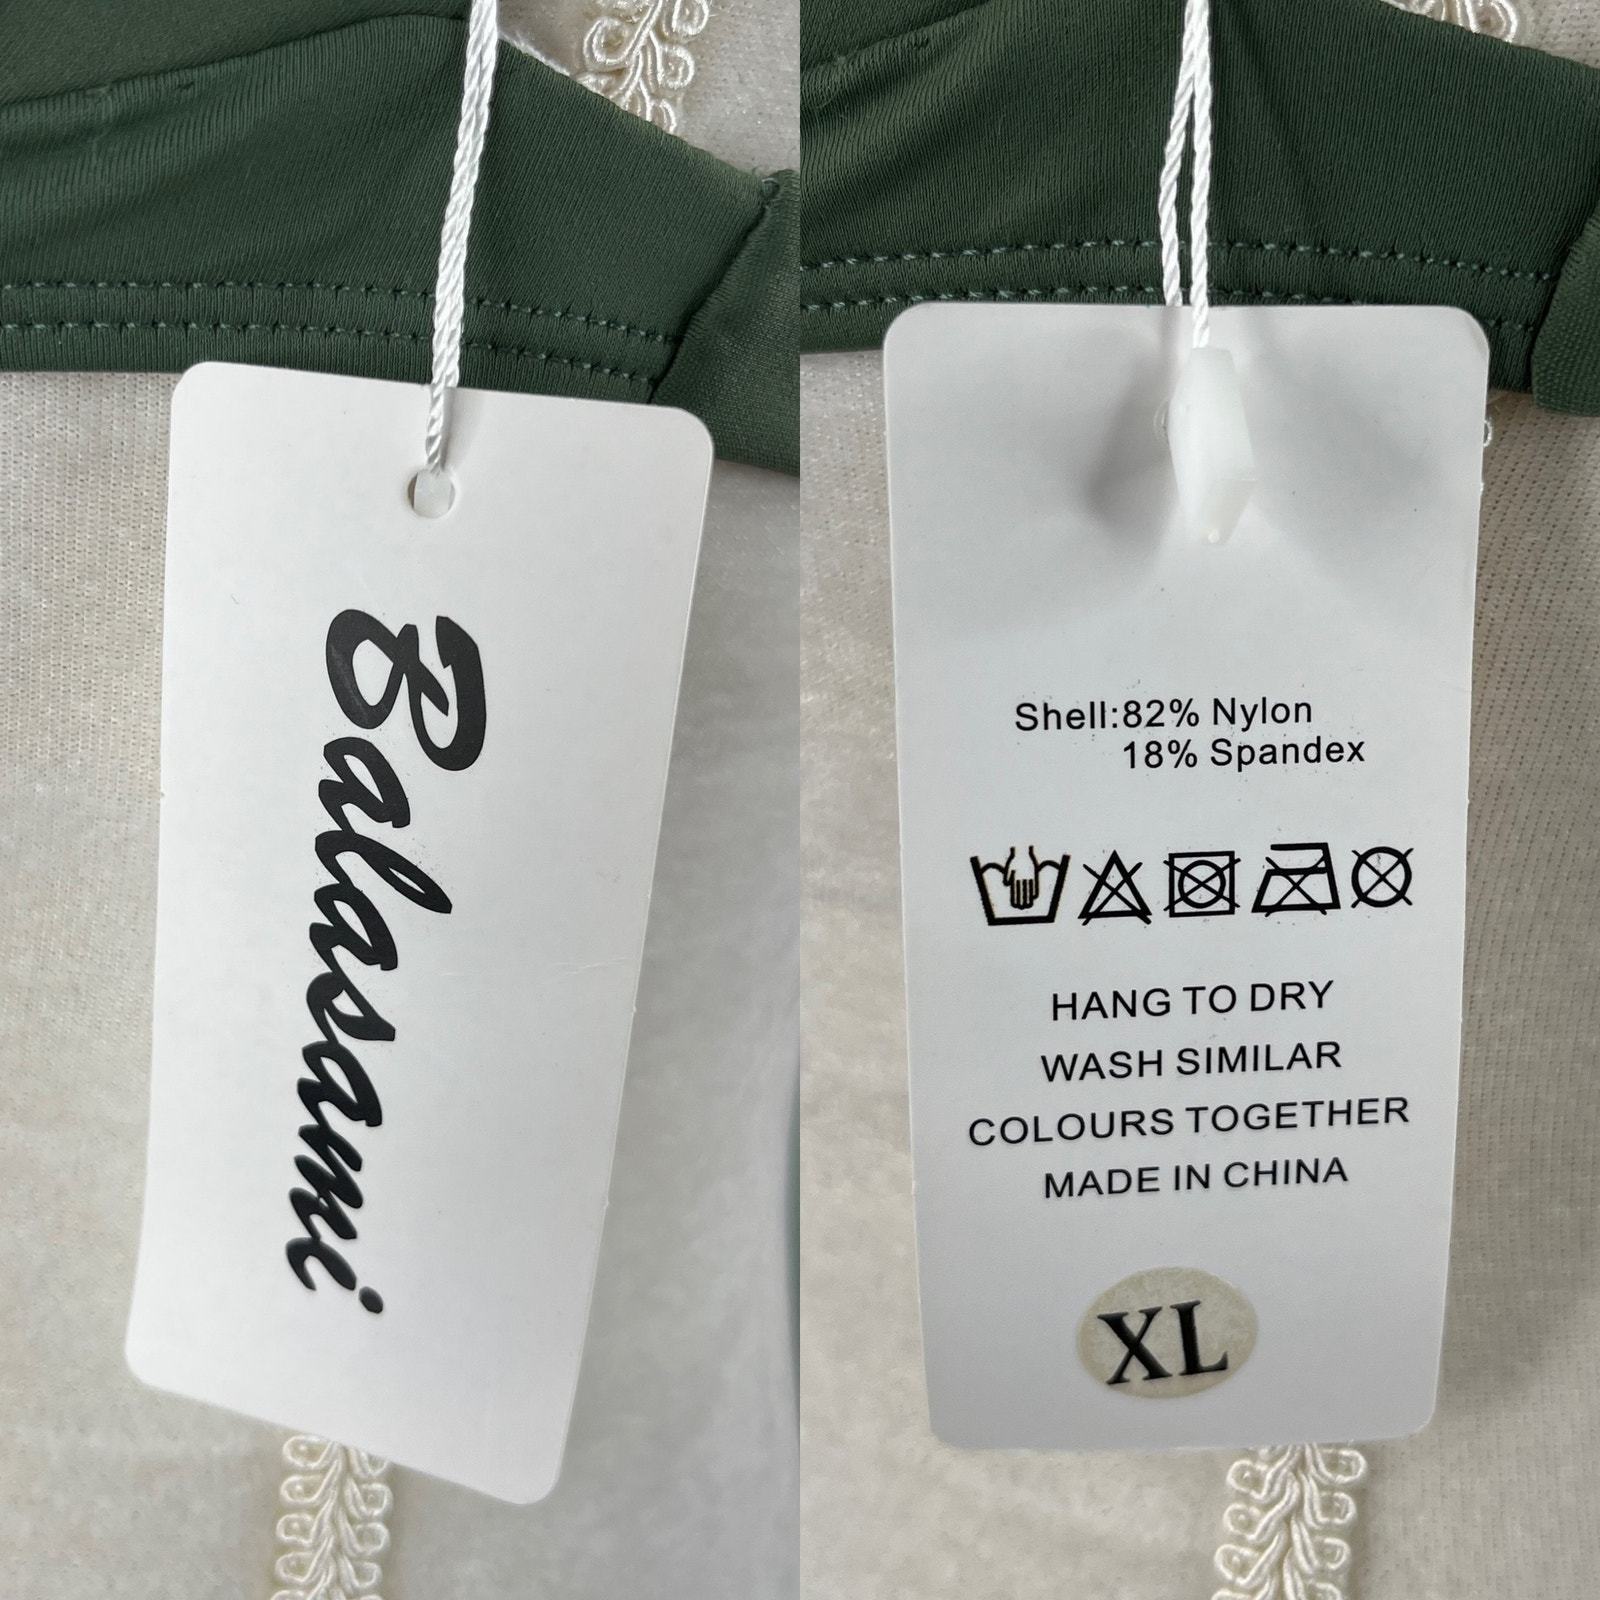 Balasami
Shell:82% Nylon
18% Spandex
HANG TO DRY
WASH SIMILAR
COLOURS TOGETHER
MADE IN CHINA
XL